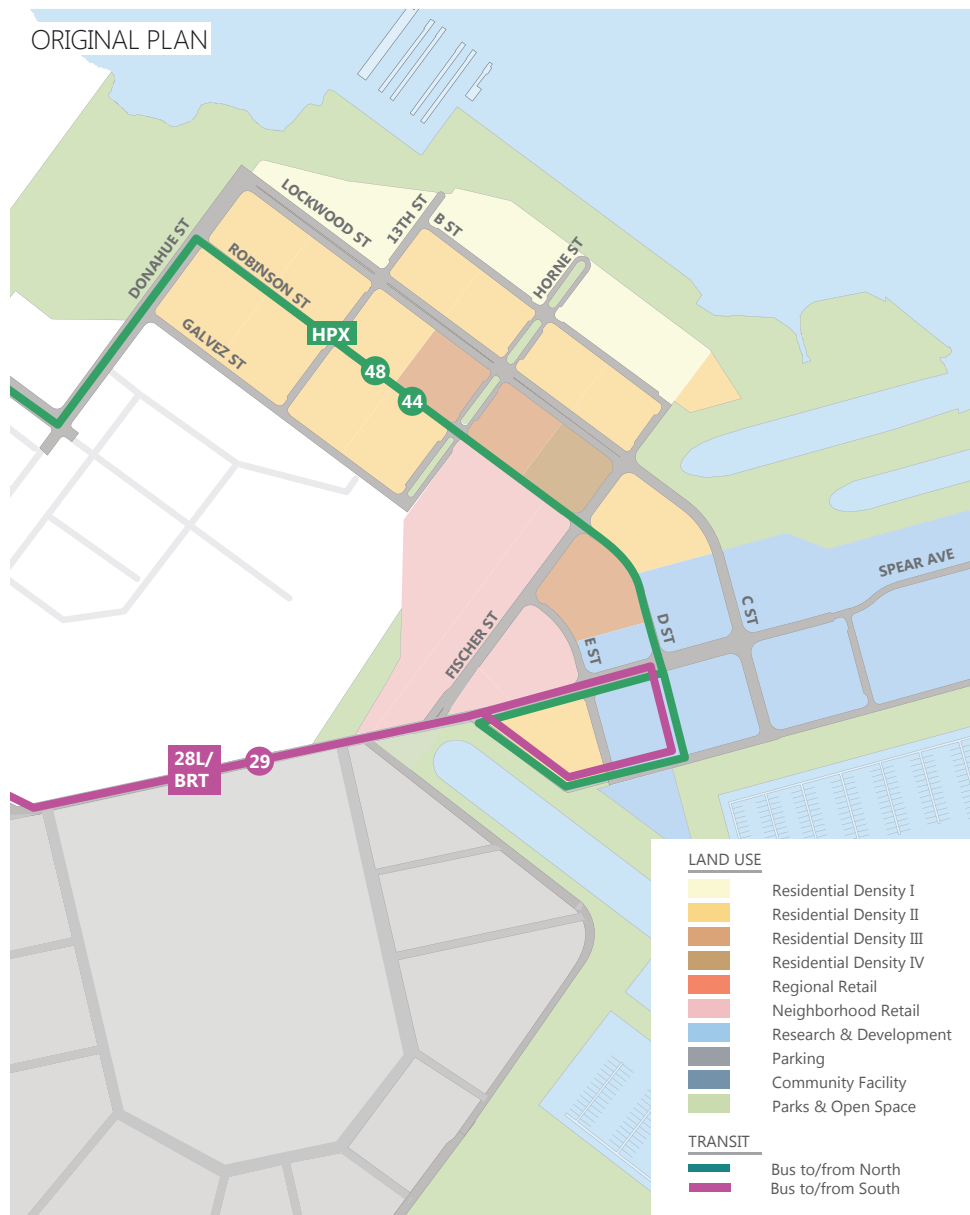 ORIGINAL PLAN
LOCKWOOD ST
13TH ST
B ST
HORNE ST
DONAHUE ST
ROBINSON ST
GALVEZ ST
HPX
48
44
SPEAR AVE
C ST
D ST
E ST
FISCHER ST
28L/
BRT
29
LAND USE
Residential Density I
Residential Density II
Residential Density III
Residential Density IV
Regional Retail
Neighborhood Retail
Research & Development
Parking
Community Facility
Parks & Open Space
TRANSIT
Bus to/from North
Bus to/from South